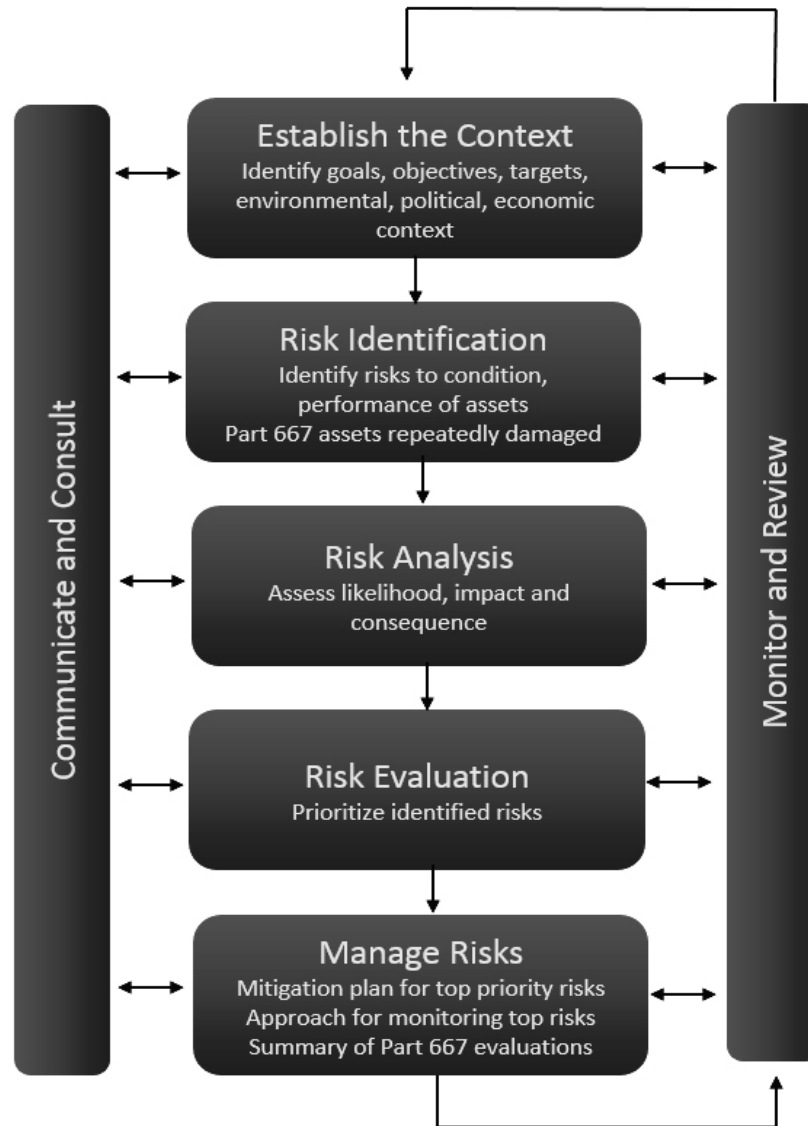 Communicate and Consult
Establish the Context
Identify goals, objectives, targets,
environmental, political, economic
context
Risk Identification
Identify risks to condition,
performance of assets
Part 667 assets repeatedly damaged
Risk Analysis
Assess likelihood, impact and
consequence
Risk Evaluation
Prioritize identified risks
Manage Risks
Mitigation plan for top priority risks
Approach for monitoring top risks
Summary of Part 667 evaluations
Monitor and Review